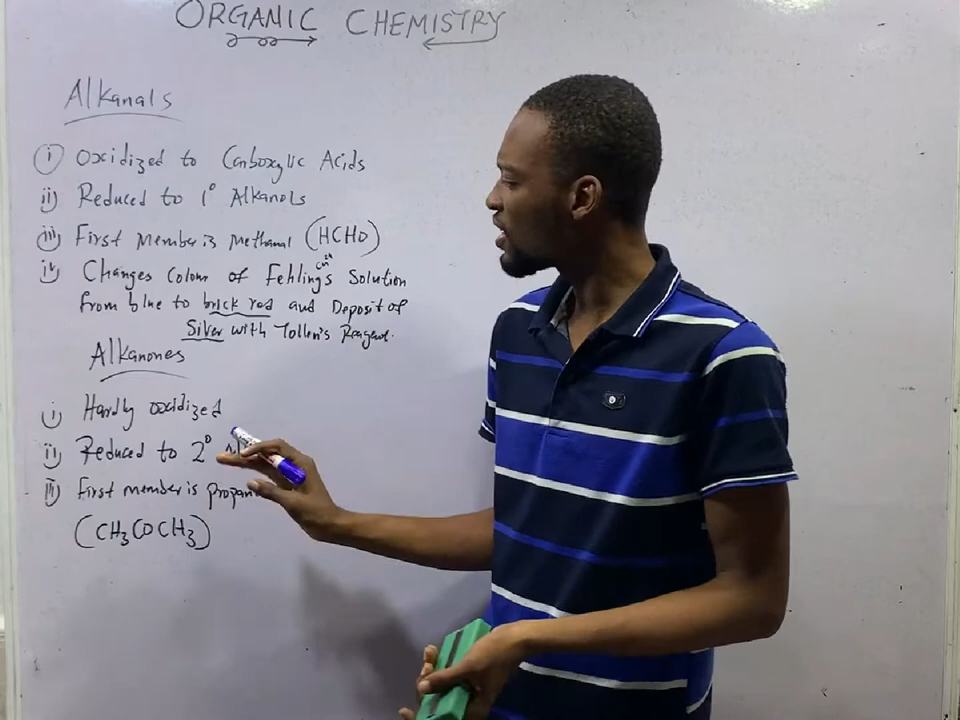 ORGANIC CHEMISTRY
Alkanals
i) Oxidized to Carboxylic Acids
ii) Reduced to 1° Alkanols
iii) First Member is Methanal (HCHO)
iv) Changes Colour of Fehling's Solution
Cu²⁺
from blue to brick red and Deposit of
Silver with Tollen's Reagent.
Alkanones
i) Hardly oxidized
ii) Reduced to 2°
iii) First member is
(CH₃COCH₃)